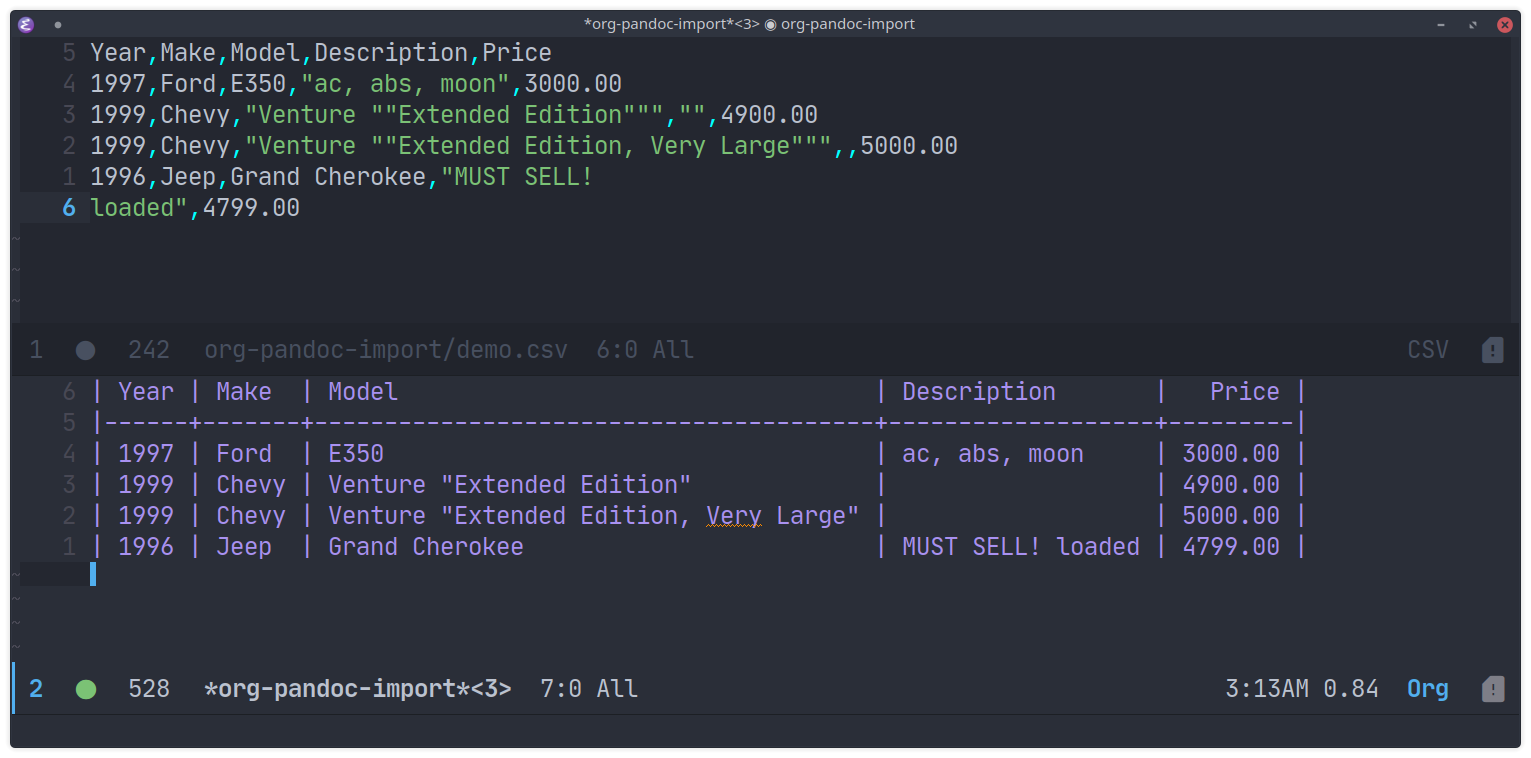 *org-pandoc-import*<3> ◉ org-pandoc-import
5 Year,Make,Model,Description,Price
4 1997,Ford,E350,"ac, abs, moon",3000.00
3 1999,Chevy,"Venture ""Extended Edition""","",4900.00
2 1999,Chevy,"Venture ""Extended Edition, Very Large""",,5000.00
1 1996,Jeep,Grand Cherokee,"MUST SELL!
6 loaded",4799.00
~
~
~
1 ● 242 org-pandoc-import/demo.csv 6:0 All CSV
6 | Year | Make  | Model                                  | Description       |   Price |
5 |------+-------+----------------------------------------+-------------------+---------|
4 | 1997 | Ford  | E350                                   | ac, abs, moon     | 3000.00 |
3 | 1999 | Chevy | Venture "Extended Edition"             |                   | 4900.00 |
2 | 1999 | Chevy | Venture "Extended Edition, Very Large" |                   | 5000.00 |
1 | 1996 | Jeep  | Grand Cherokee                         | MUST SELL! loaded | 4799.00 |
~
~
~
~
2 ● 528 *org-pandoc-import*<3> 7:0 All 3:13AM 0.84 Org